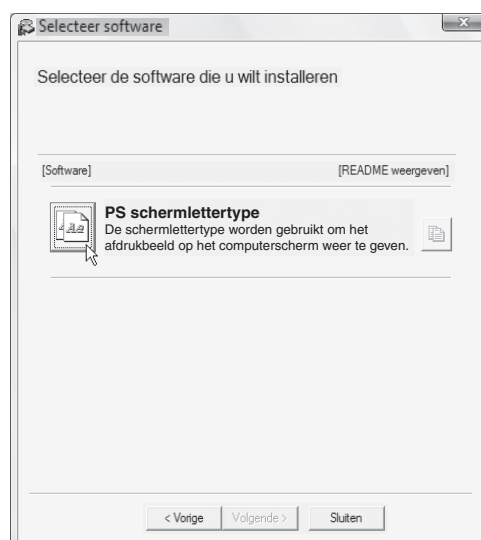 Selecteer software
Selecteer de software die u wilt installeren
[Software] [README weergeven]
Aa
PS schermlettertype
De schermlettertype worden gebruikt om het
afdrukbeeld op het computerscherm weer te geven.
< Vorige Volgende > Sluiten